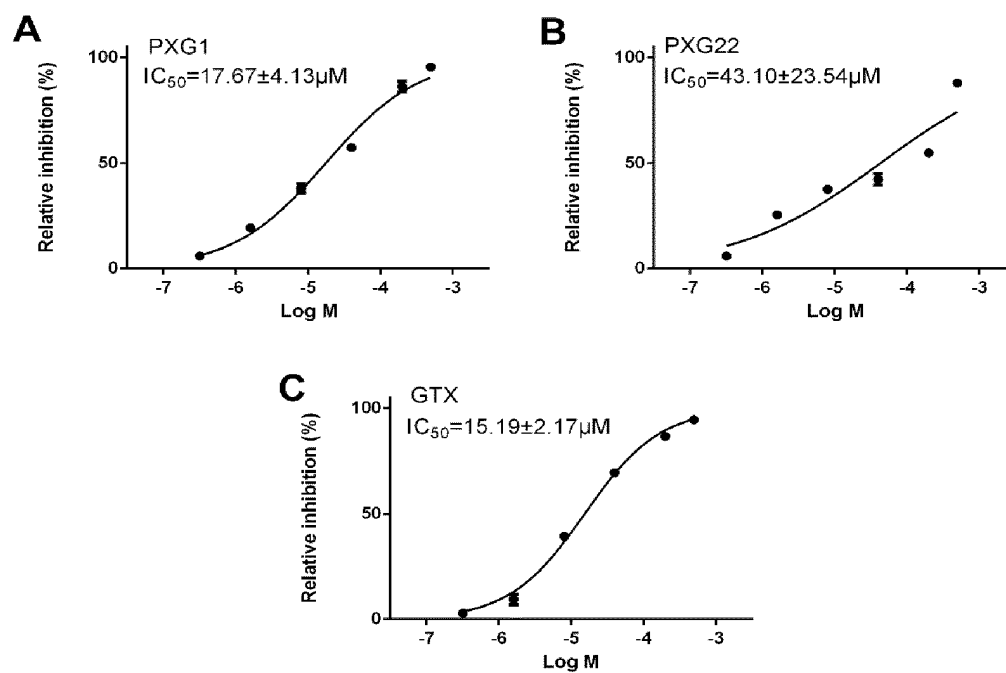 A
PXG1
IC50=17.67±4.13µM
Relative inhibition (%)
100
50
0
-7 -6 -5 -4 -3
Log M
B
PXG22
IC50=43.10±23.54µM
Relative inhibition (%)
100
50
0
-7 -6 -5 -4 -3
Log M
C
GTX
IC50=15.19±2.17µM
Relative inhibition (%)
100
50
0
-7 -6 -5 -4 -3
Log M